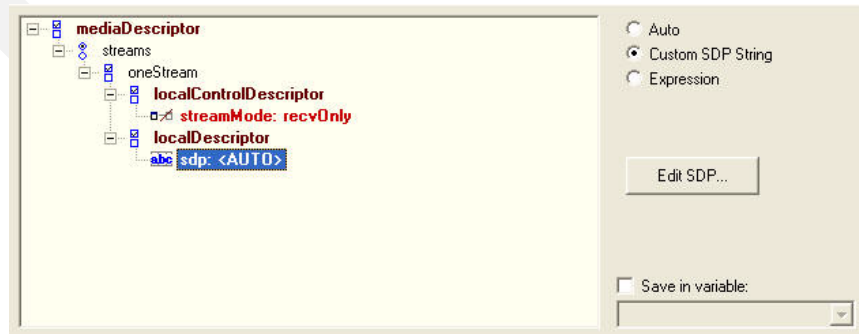 mediaDescriptor
streams
oneStream
localControlDescriptor
streamMode: recvOnly
localDescriptor
abc sdp: <AUTO>
Auto
Custom SDP String
Expression
Edit SDP...
Save in variable: